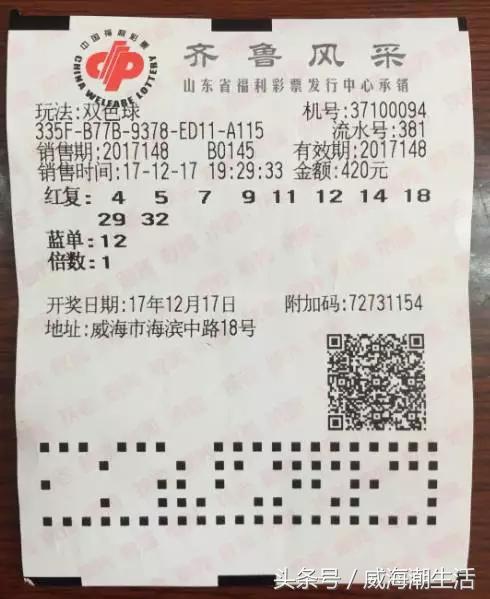 中国福利彩票
CHINA WELFARE LOTTERY
齐鲁风采
山东省福利彩票发行中心承销
玩法:双色球 机号:37100094
335F-B77B-9378-ED11-A115 流水号:381
销售期:2017148 B0145 有效期:2017148
销售时间:17-12-17 19:29:33 金额:420元
红复: 4 5 7 9 11 12 14 18
29 32
蓝单:12
倍数:1
开奖日期:17年12月17日 附加码:72731154
地址:威海市海滨中路18号
头条号／威海潮生活